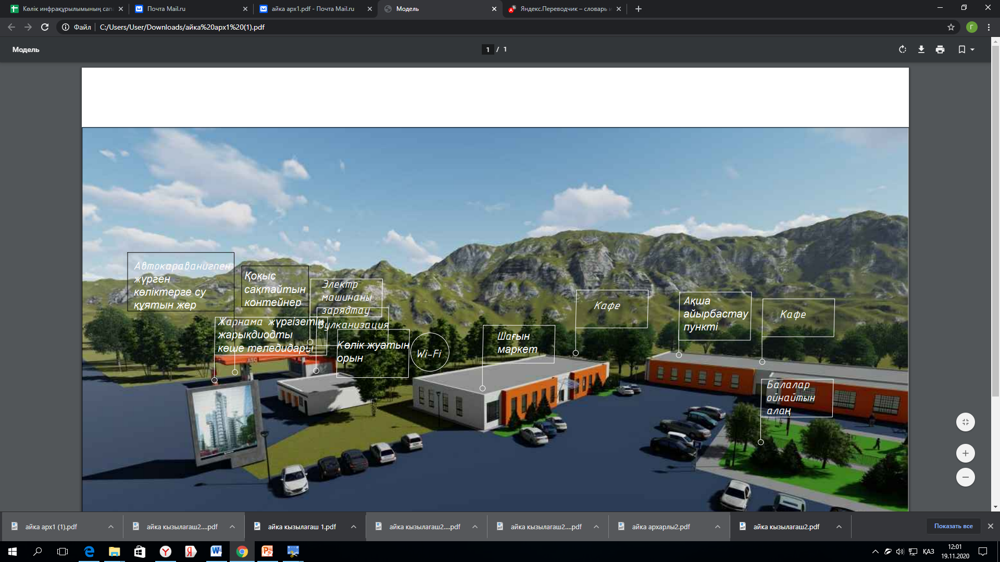 Көлік инфрақұрылымының сапа
Почта Mail.ru
айка арх1.pdf - Почта Mail.ru
Модель
Яндекс.Переводчик – словарь и
Файл
C:/Users/User/Downloads/айка%20арх1%20(1).pdf
Г
Модель
1 / 1
Автокараванигпен
жүрген
көліктерге су
құятын жер
Қоқыс
сақтайтын
контейнер
Электр
машинаны
зарядтау
Жарнама жүргізетін
жарықдиодты
көше теледидары
Вулканизация
Көлік жуатын
орын
Wi-Fi
Шағын
маркет
Кафе
Ақша
айырбастау
пункті
Кафе
Балалар
ойнайтын
алаң
айка арх1 (1).pdf
айка кызылагаш2....pdf
айка кызылагаш 1.pdf
айка кызылагаш2....pdf
айка кызылагаш2....pdf
айка архарлы2.pdf
айка кызылагаш2.pdf
Показать все
ҚАЗ
12:01
19.11.2020